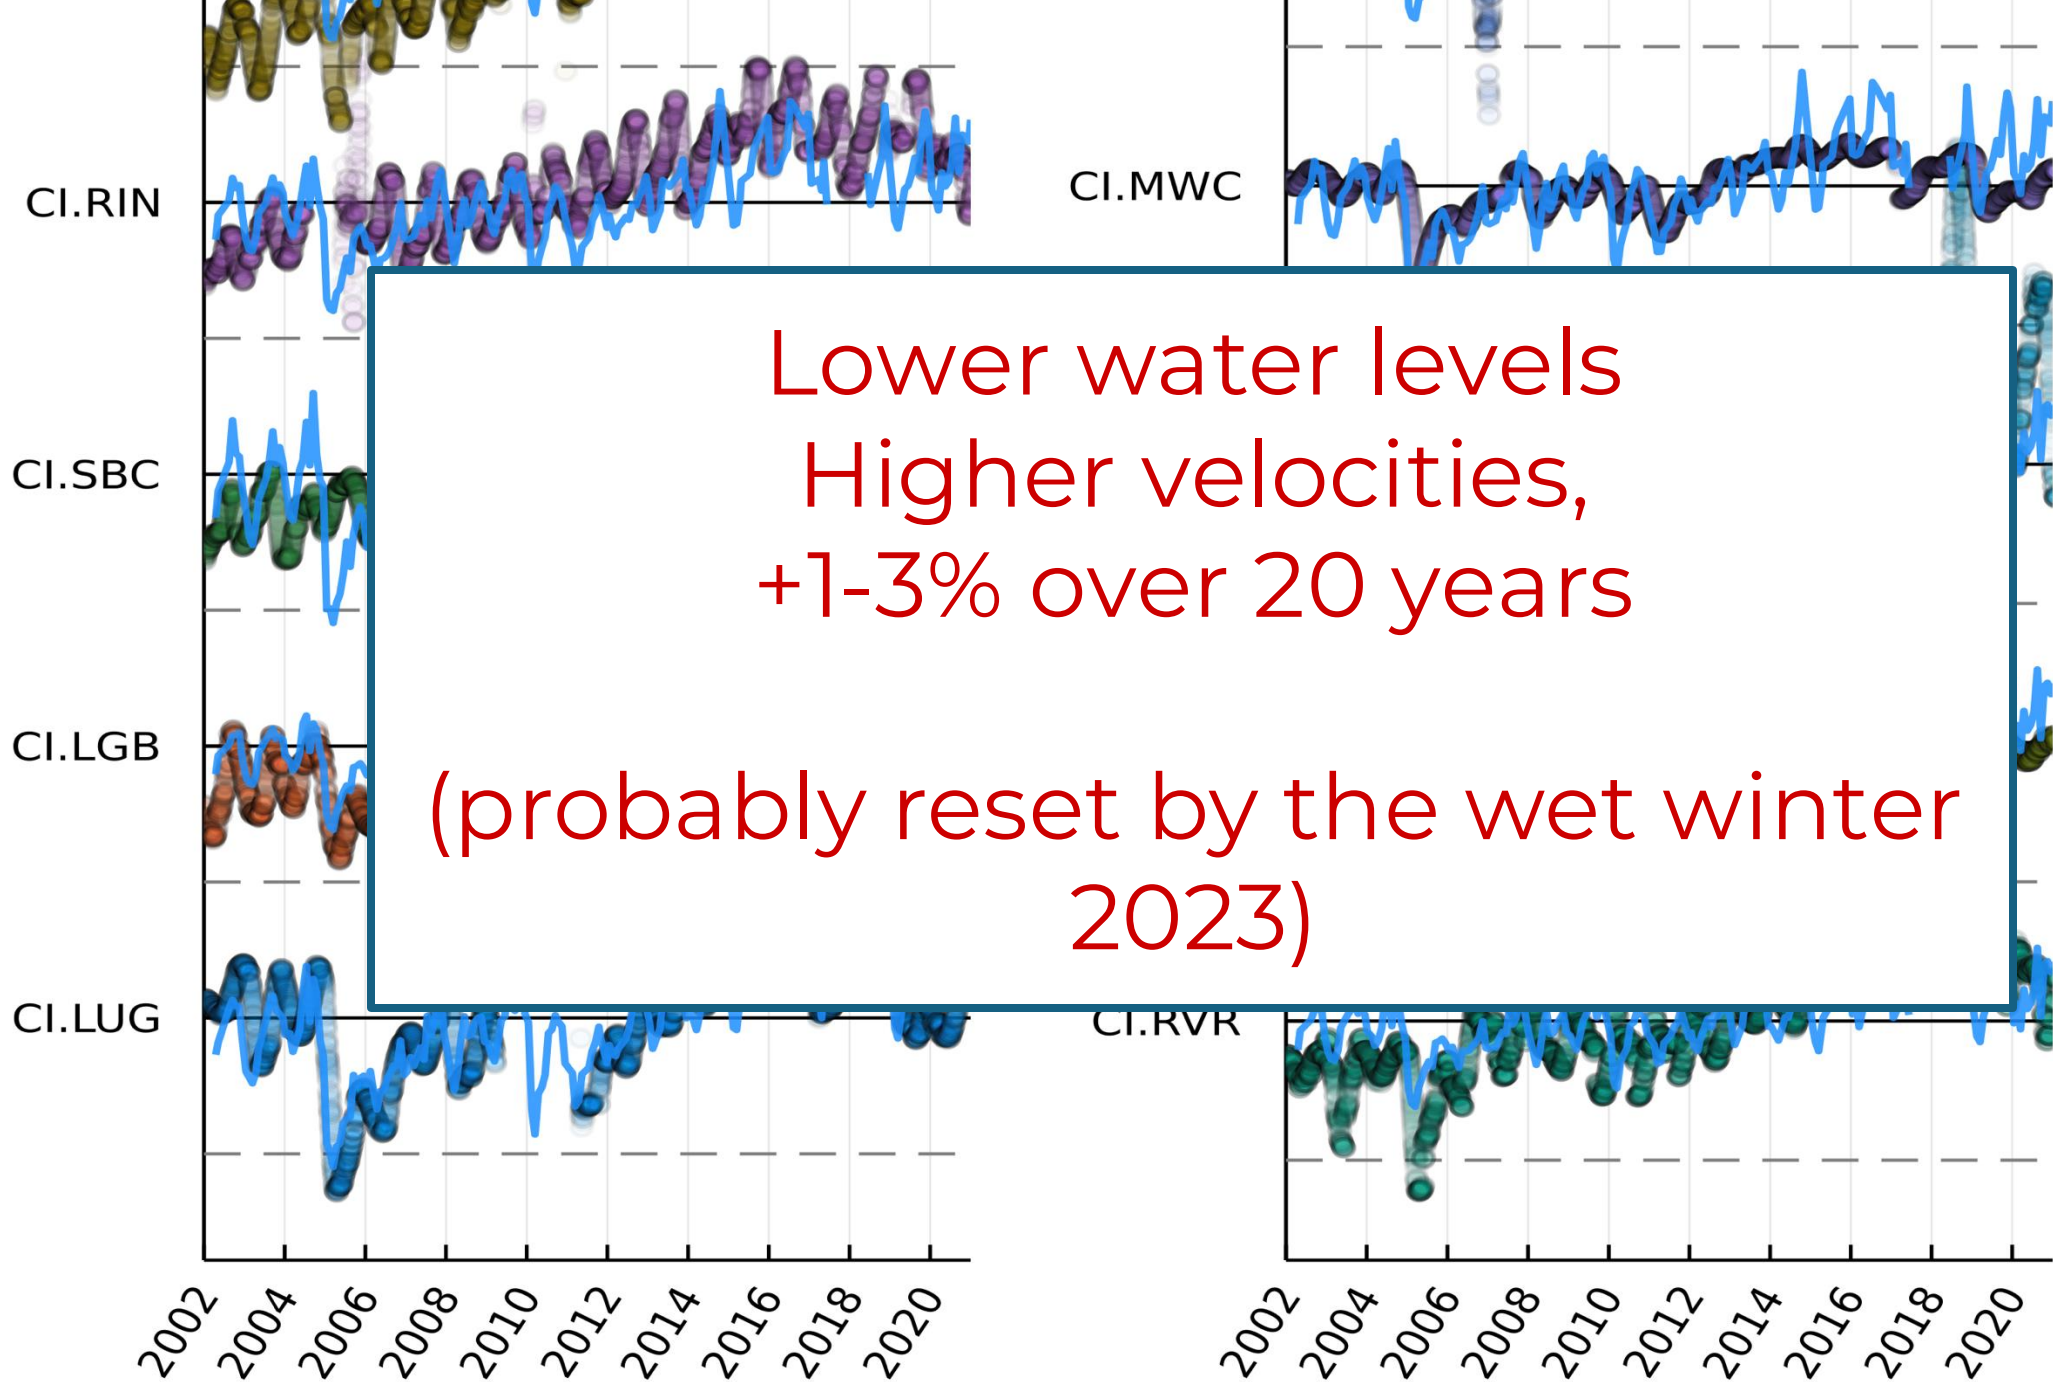 CI.RIN
CI.SBC
CI.LGB
CI.LUG
2002
2004
2006
2008
2010
2012
2014
2016
2018
2020
CI.MWC
CI.RVR
2002
2004
2006
2008
2010
2012
2014
2016
2018
2020
Lower water levels
Higher velocities,
+1-3% over 20 years
(probably reset by the wet winter
2023)